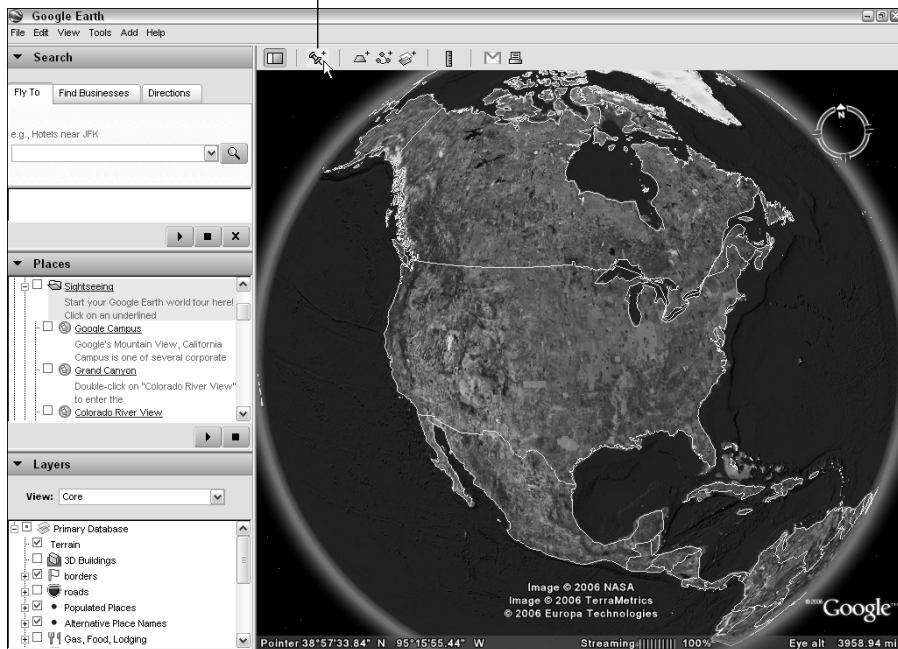 Google Earth
File Edit View Tools Add Help
Search
Fly To Find Businesses Directions
e.g., Hotels near JFK
Places
Sightseeing
Start your Google Earth world tour here!
Click on an underlined
Google Campus
Google's Mountain View, California
Campus is one of several corporate
Grand Canyon
Double-click on "Colorado River View"
to enter the
Colorado River View
Layers
View: Core
Primary Database
Terrain
3D Buildings
borders
roads
Populated Places
Alternative Place Names
Gas, Food, Lodging
N
Image © 2006 NASA
Image © 2006 TerraMetrics
© 2006 Europa Technologies
©2006 Google™
Pointer 38°57'33.84" N 95°15'55.44" W Streaming |||||||||| 100% Eye alt 3958.94 mi